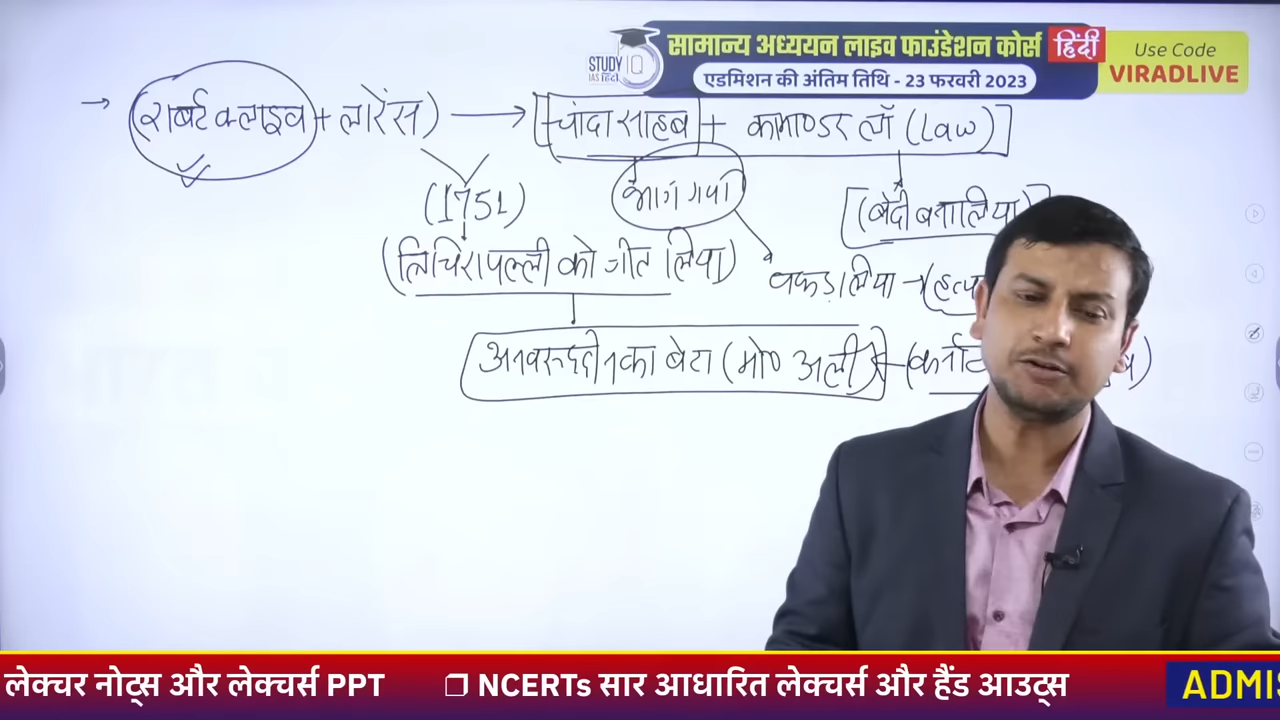 सामान्य अध्ययन लाइव फाउंडेशन कोर्स हिंदी
एडमिशन की अंतिम तिथि - 23 फरवरी 2023
Use Code
VIRADLIVE
STUDY IQ
IAS हिंदी
→ (राबर्ट क्लाइव + लारेंस) → [चांदा साहब + कमाण्डर लॉ (Law)]
(1751) भाग गया [बंदी बना लिया]
(त्रिचिरापल्ली को जीत लिया) पकड़ा लिया → (
अनवरूद्दीन का बेटा (मो० अली)
लेक्चर नोट्स और लेक्चर्स PPT ❐ NCERTs सार आधारित लेक्चर्स और हैंड आउट्स